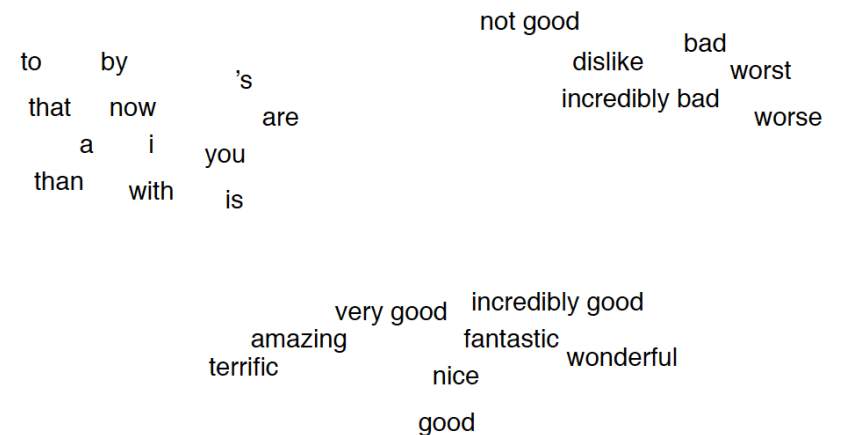 not good
bad
to by dislike
worst
's
incredibly bad
that now
are worse
a i
you
than
with
is
incredibly good
very good
amazing fantastic
wonderful
terrific
nice
good